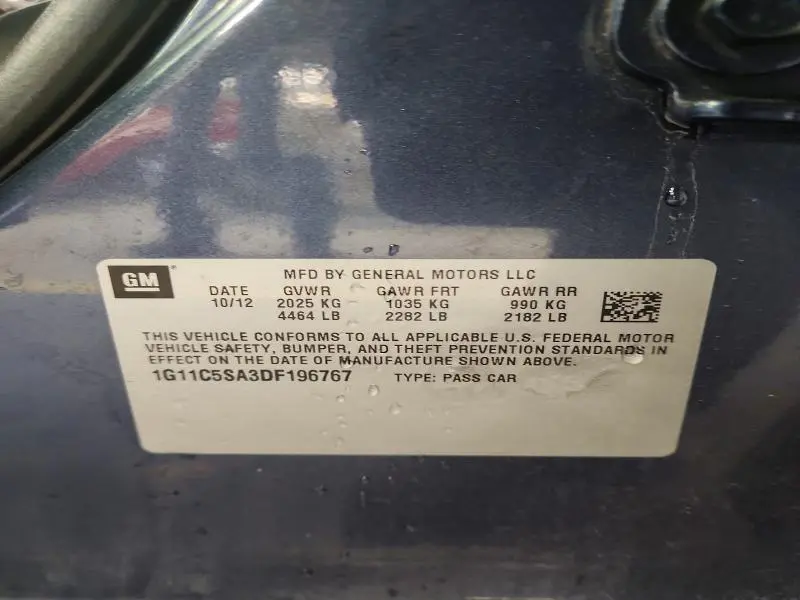 GM
MFD BY GENERAL MOTORS LLC
DATE GVWR GAWR FRT GAWR RR
10/12 2025 KG 1035 KG 990 KG
4464 LB 2282 LB 2182 LB
THIS VEHICLE CONFORMS TO ALL APPLICABLE U.S. FEDERAL MOTOR
VEHICLE SAFETY, BUMPER, AND THEFT PREVENTION STANDARDS IN
EFFECT ON THE DATE OF MANUFACTURE SHOWN ABOVE.
1G11C5SA3DF196767 TYPE: PASS CAR